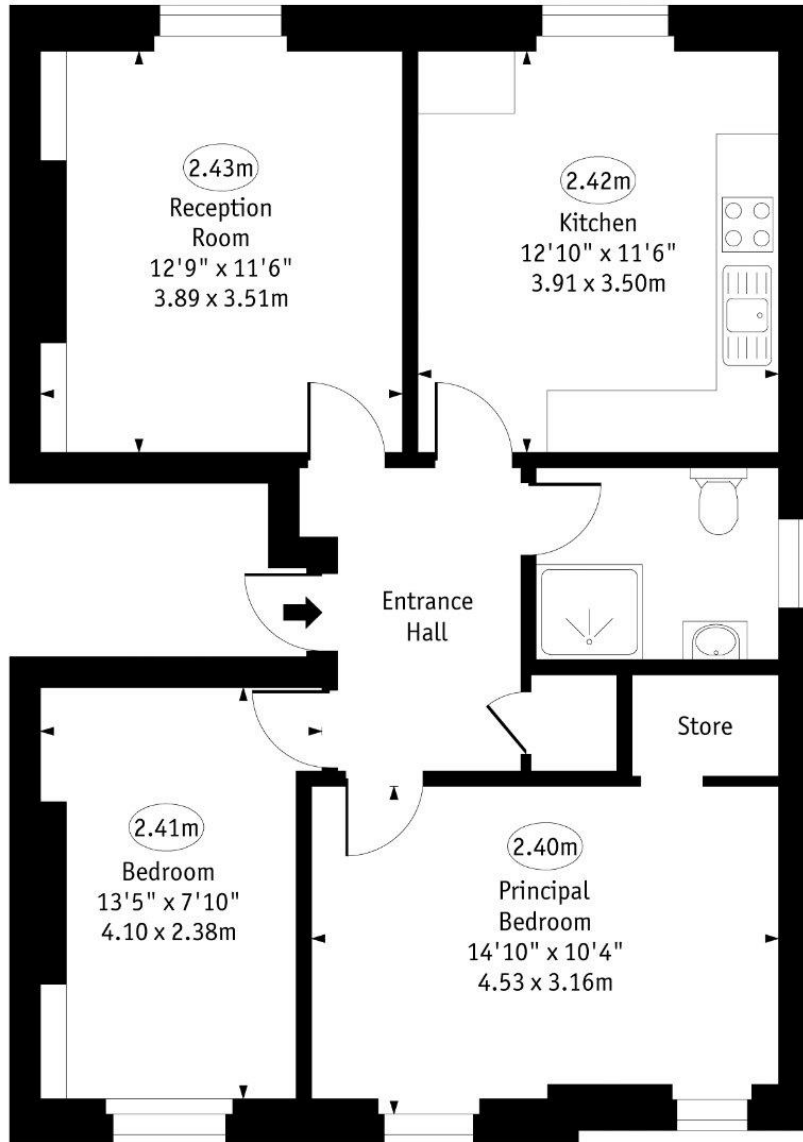 2.43m
Reception
Room
12'9" x 11'6"
3.89 x 3.51m
2.42m
Kitchen
12'10" x 11'6"
3.91 x 3.50m
Entrance
Hall
Store
2.41m
Bedroom
13'5" x 7'10"
4.10 x 2.38m
2.40m
Principal
Bedroom
14'10" x 10'4"
4.53 x 3.16m